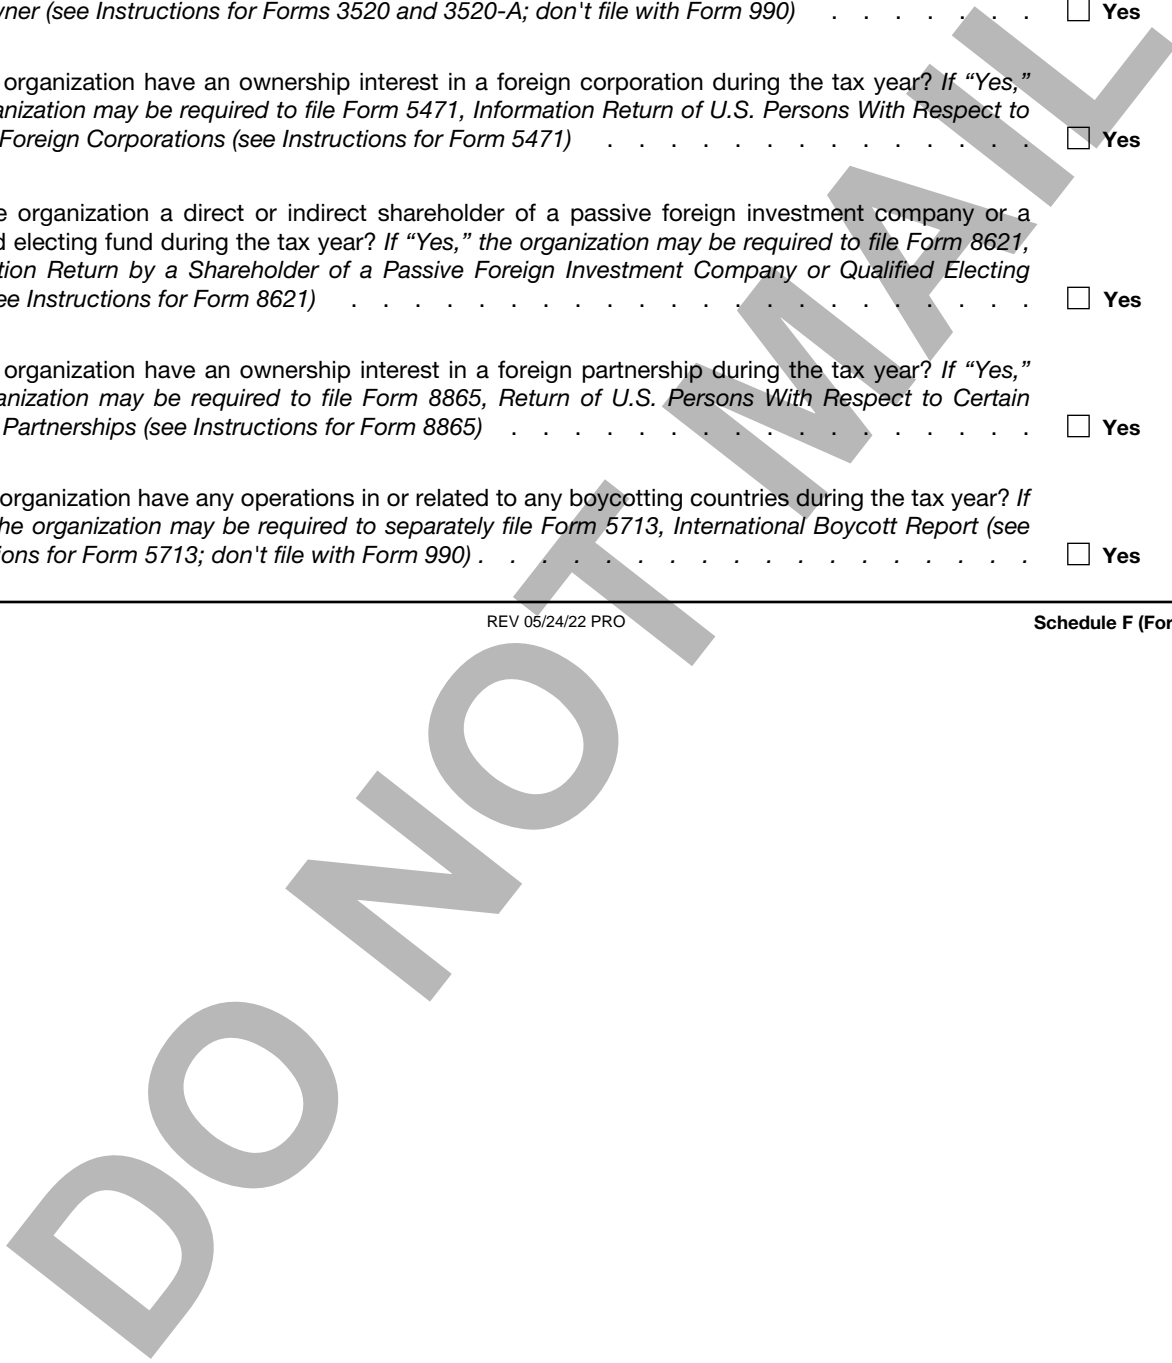 wner (see Instructions for Forms 3520 and 3520-A; don't file with Form 990) . . . . . . . Yes
organization have an ownership interest in a foreign corporation during the tax year? If “Yes,”
anization may be required to file Form 5471, Information Return of U.S. Persons With Respect to
Foreign Corporations (see Instructions for Form 5471) . . . . . . . . . . . . . . Yes
e organization a direct or indirect shareholder of a passive foreign investment company or a
d electing fund during the tax year? If “Yes,” the organization may be required to file Form 8621,
tion Return by a Shareholder of a Passive Foreign Investment Company or Qualified Electing
ee Instructions for Form 8621) . . . . . . . . . . . . . . . . . . . . . . Yes
organization have an ownership interest in a foreign partnership during the tax year? If “Yes,”
anization may be required to file Form 8865, Return of U.S. Persons With Respect to Certain
Partnerships (see Instructions for Form 8865) . . . . . . . . . . . . . . . . . Yes
organization have any operations in or related to any boycotting countries during the tax year? If
he organization may be required to separately file Form 5713, International Boycott Report (see
ions for Form 5713; don't file with Form 990) . . . . . . . . . . . . . . . . . . Yes
REV 05/24/22 PRO Schedule F (For
DO NOT MAIL